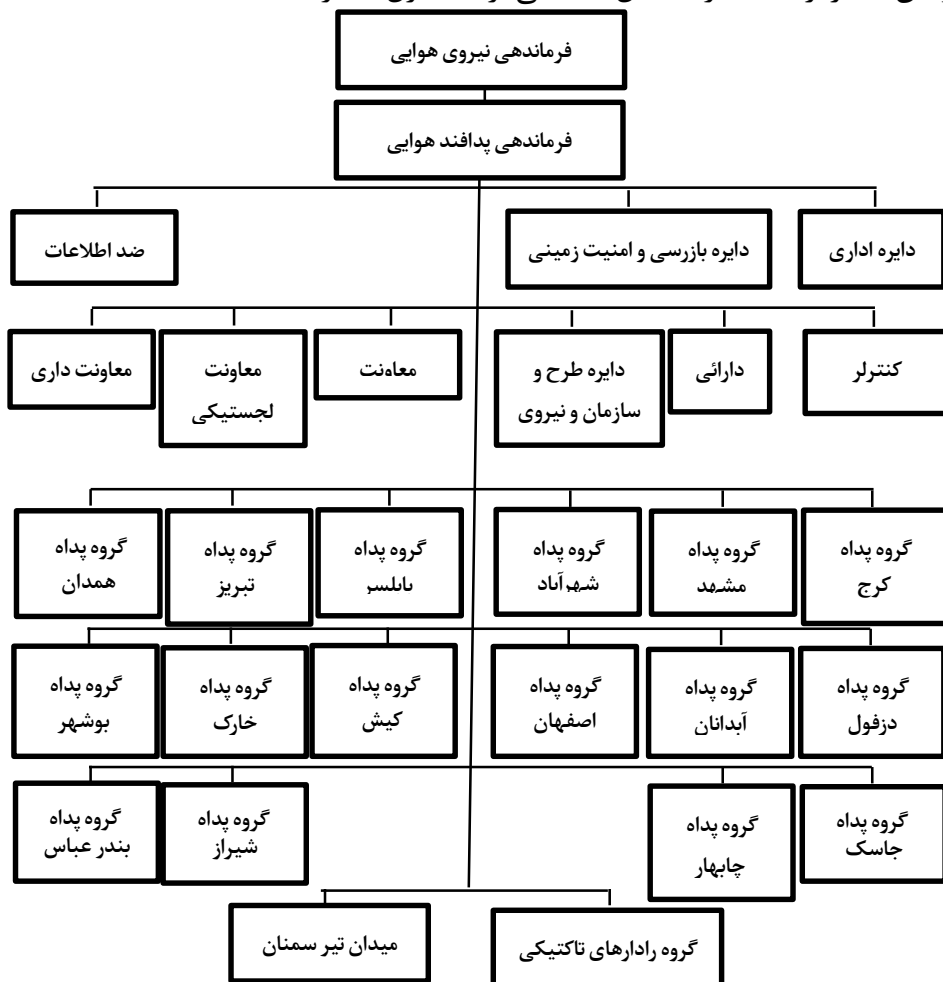 فرماندهی نیروی هوایی
فرماندهی پدافند هوایی
دایره اداری
دایره بازرسی و امنیت زمینی
ضد اطلاعات
کنترلر
دارائی
دایره طرح و
سازمان و نیروی
معاونت
معاونت
لجستیکی
معاونت داری
گروه پداه
کرج
گروه پداه
مشهد
گروه پداه
شهرآباد
گروه پداه
بابلسر
گروه پداه
تبریز
گروه پداه
همدان
گروه پداه
دزفول
گروه پداه
آبدانان
گروه پداه
اصفهان
گروه پداه
کیش
گروه پداه
خارک
گروه پداه
بوشهر
گروه پداه
جاسک
گروه پداه
چابهار
گروه پداه
شیراز
گروه پداه
بندر عباس
گروه رادارهای تاکتیکی
میدان تیر سمنان